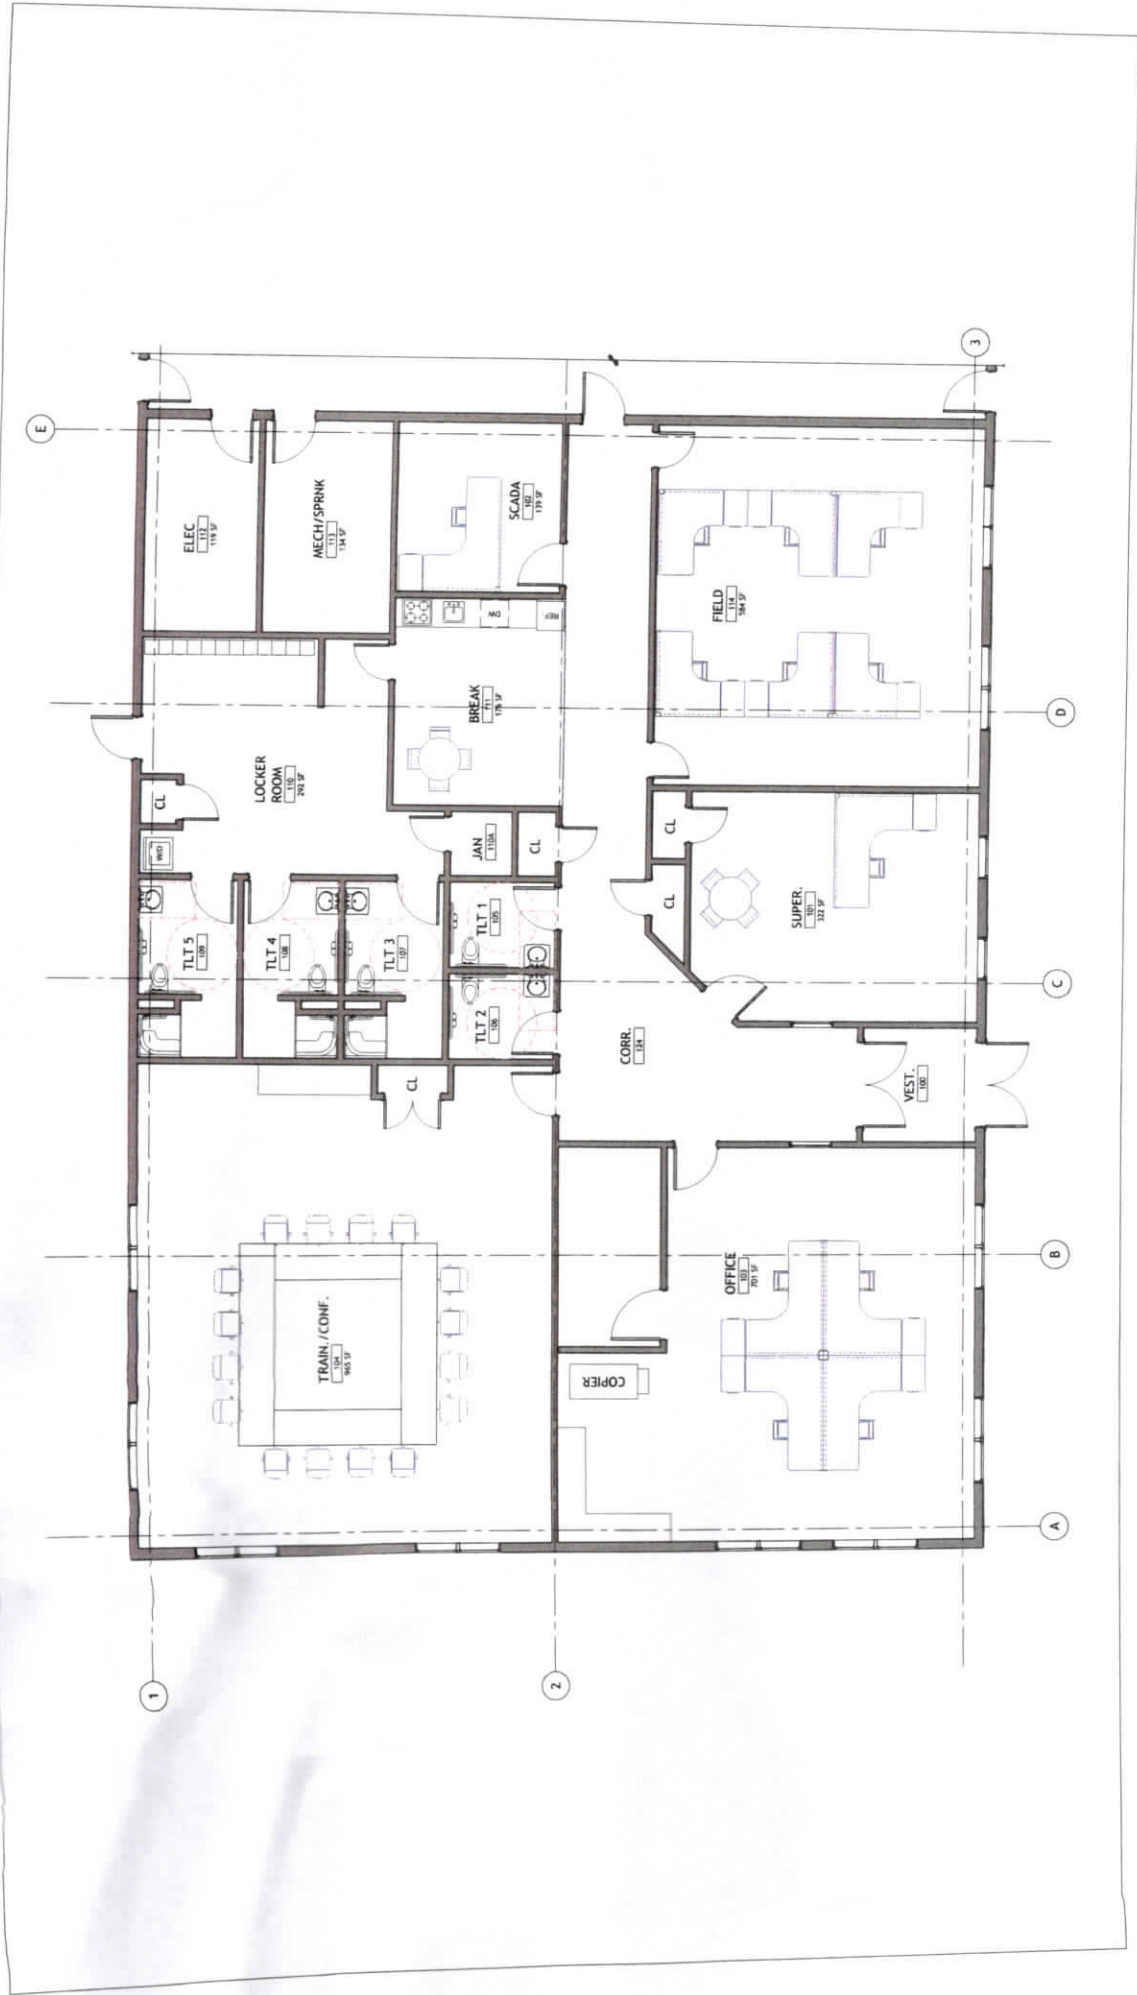 E
ELEC
112
119 SF
MECH/SPRNK
113
134 SF
SCADA
102
139 SF
3
FIELD
114
584 SF
DW
REF
BREAK
111
176 SF
LOCKER
ROOM
110
292 SF
D
CL
W/D
JAN
110A
CL
CL
CL
SUPER.
101
322 SF
TLT 5
109
TLT 4
108
TLT 3
107
TLT 1
105
TLT 2
106
C
CL
CORR.
124
VEST.
100
TRAIN./CONF.
104
965 SF
OFFICE
103
701 SF
COPIER
B
A
1
2